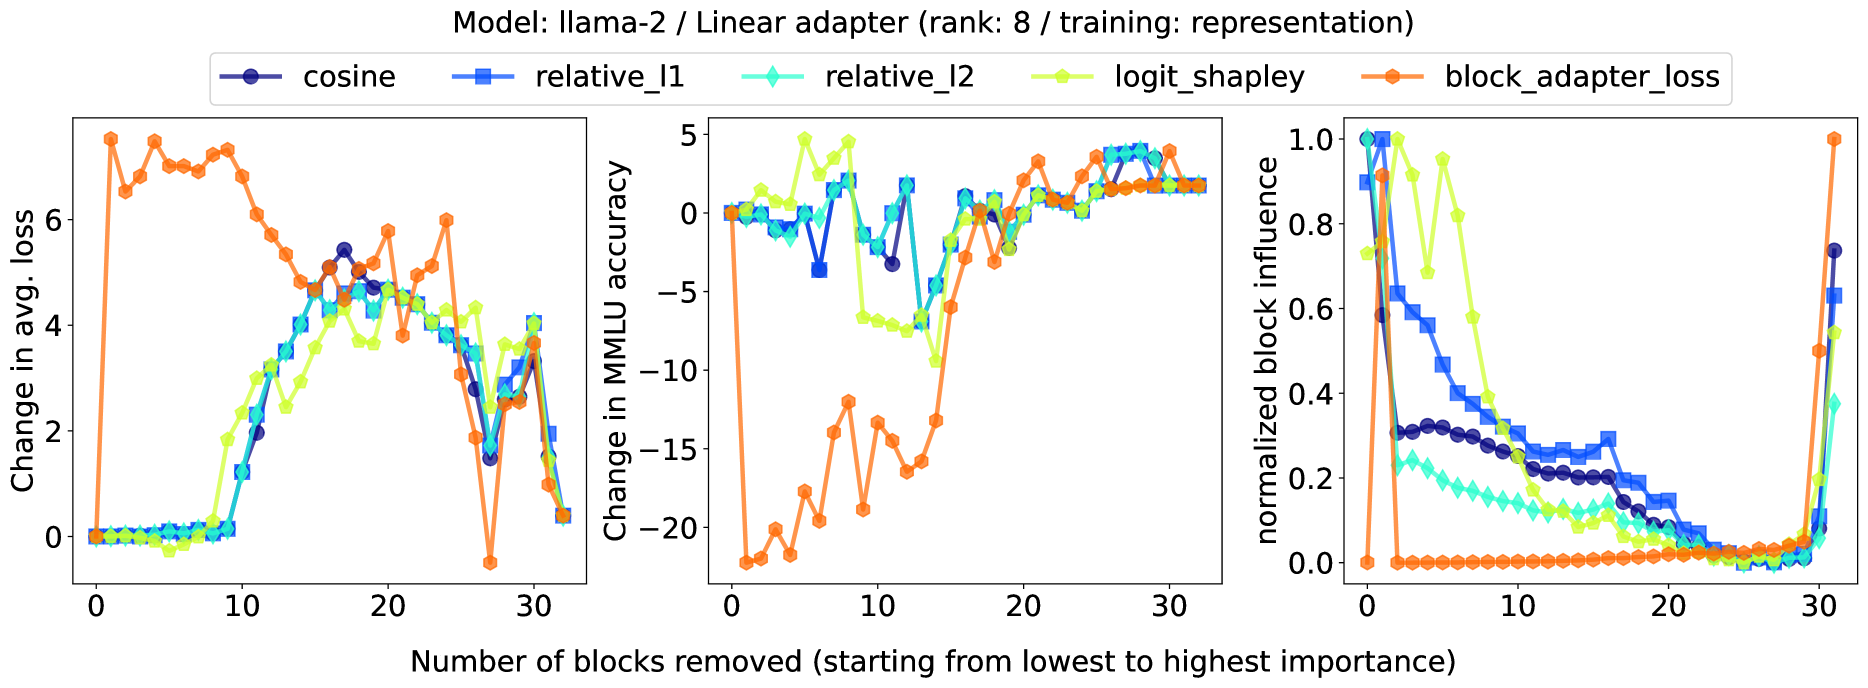 Model: llama-2 / Linear adapter (rank: 8 / training: representation)
cosine relative_l1 relative_l2 logit_shapley block_adapter_loss
Change in avg. loss
6
4
2
0
0 10 20 30
Change in MMLU accuracy
5
0
−5
−10
−15
−20
0 10 20 30
normalized block influence
1.0
0.8
0.6
0.4
0.2
0.0
0 10 20 30
Number of blocks removed (starting from lowest to highest importance)